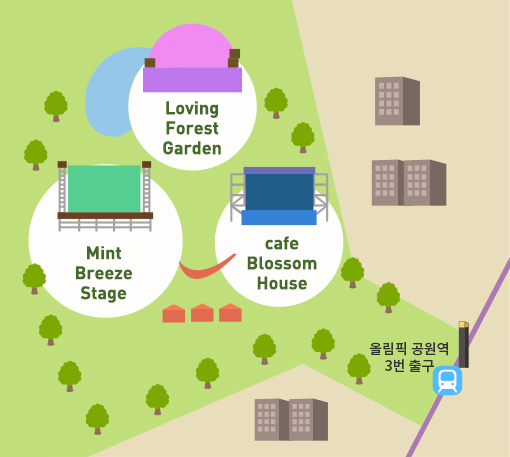 Loving
Forest
Garden
Mint
Breeze
Stage
cafe
Blossom
House
올림픽 공원역
3번 출구